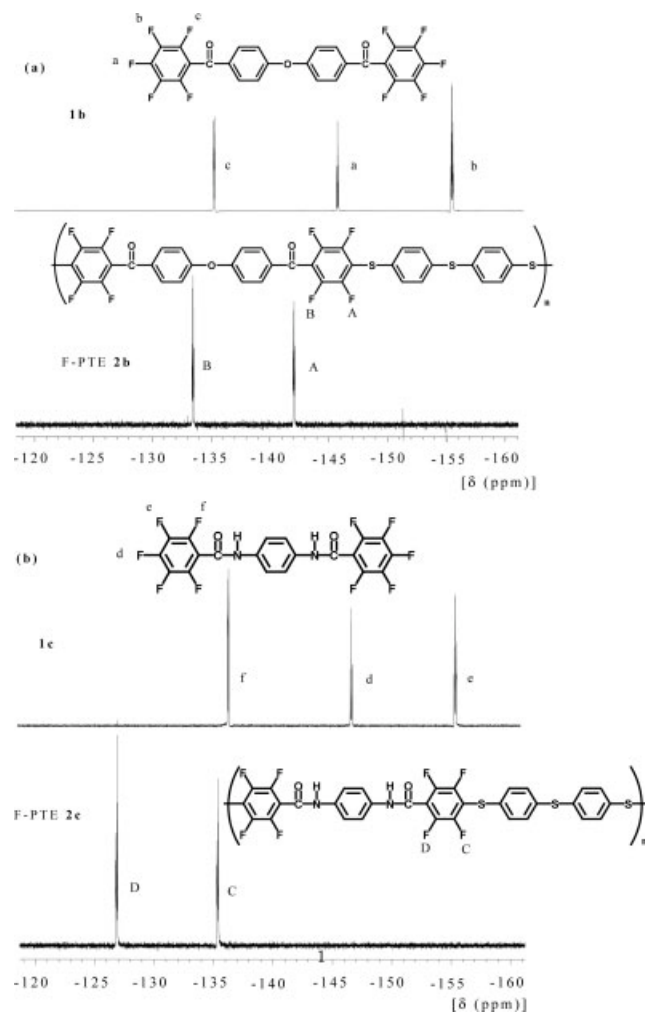 b c
F F O O F F
(a) a F C O C F
F F F F
1b
c a b
F F O O F F
C O C S S S
F F F F n
B A
F-PTE 2b B A
-120 -125 -130 -135 -140 -145 -150 -155 -160
[δ (ppm)]
e f
F F O H H O F F
(b) d F C N N C F
F F F F
1c
f d e
F F O H H O F F
C N N C S S S
F F F F
D C
F-PTE 2c
D C
1
-120 -125 -130 -135 -140 -145 -150 -155 -160
[δ (ppm)]